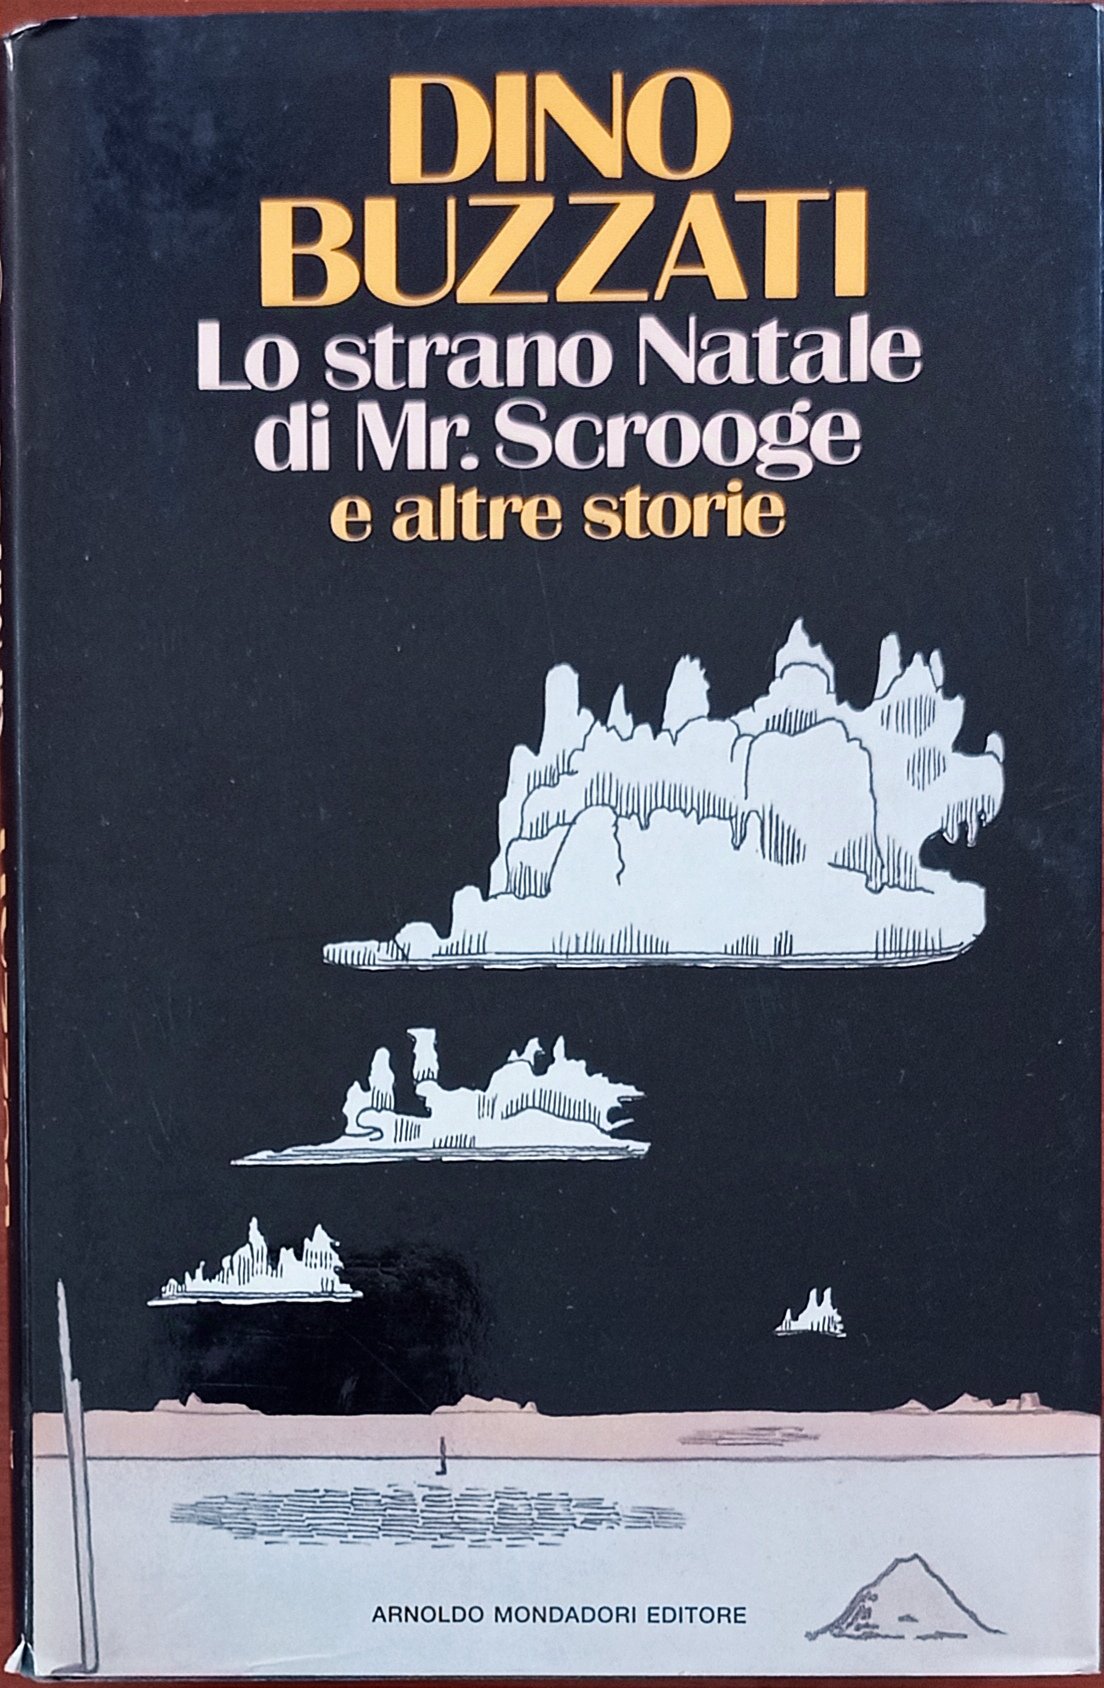 DINO
BUZZATI
Lo strano Natale
di Mr. Scrooge
e altre storie
ARNOLDO MONDADORI EDITORE